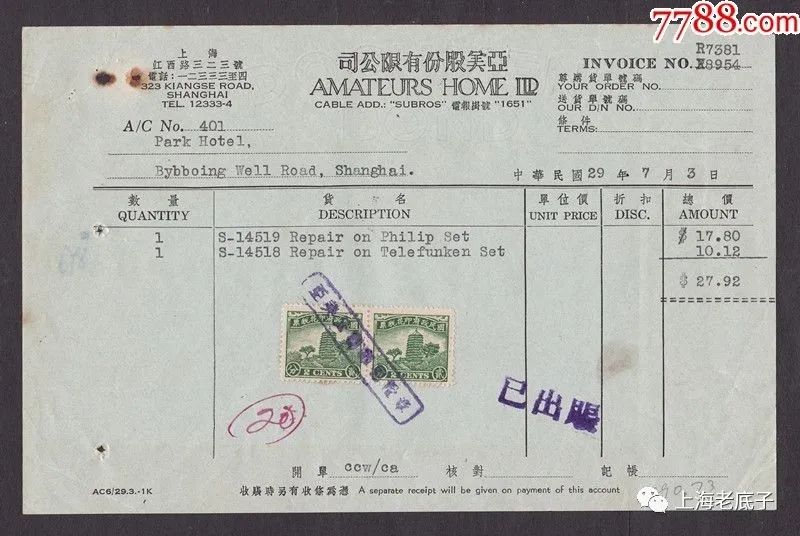 7788.com
上海
江西路三二三號
電話：一二三三三至四
323 KIANGSE ROAD,
SHANGHAI
TEL. 12333-4
司公限有份股美亞
AMATEURS HOME LTD
CABLE ADD.: "SUBROS" 電報掛號 "1651"
R7381
INVOICE NO. R8954
尊購貨單號碼
YOUR ORDER NO.
送貨單號碼
OUR D/N NO.
條件
TERMS:
A/C No. 401
Park Hotel,
Bybboing Well Road, Shanghai.
中華民國 29 年 7 月 3 日
數量 貨名 單位價 折扣 總價
QUANTITY DESCRIPTION UNIT PRICE DISC. AMOUNT
1 S-14519 Repair on Philip Set $ 17.80
1 S-14518 Repair on Telefunken Set 10.12
$ 27.92
2 CENTS 2 CENTS
已出賬
開單 ccw/ca 核對 記帳
AC6/29.3.-1K
收賬時另有收條為憑 A separate receipt will be given on payment of this account
上海老底子